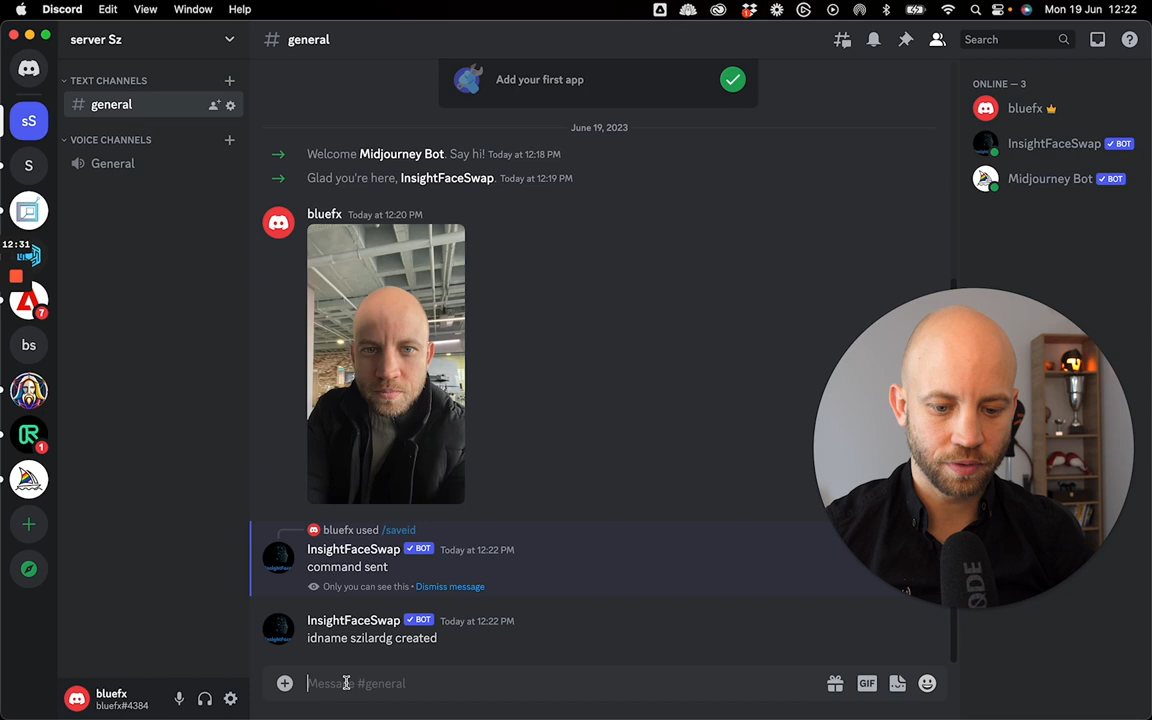 Discord Edit View Window Help
Mon 19 Jun 12:22
server Sz
# general
Search
TEXT CHANNELS
# general
VOICE CHANNELS
General
sS
S
12:31
7
bs
1
Add your first app
June 19, 2023
Welcome Midjourney Bot. Say hi! Today at 12:18 PM
Glad you're here, InsightFaceSwap. Today at 12:19 PM
bluefx Today at 12:20 PM
bluefx used /saveid
InsightFaceSwap BOT Today at 12:22 PM
command sent
Only you can see this • Dismiss message
InsightFaceSwap BOT Today at 12:22 PM
idname szilardg created
Message #general
GIF
bluefx
bluefx#4384
ONLINE — 3
bluefx
InsightFaceSwap BOT
Midjourney Bot BOT